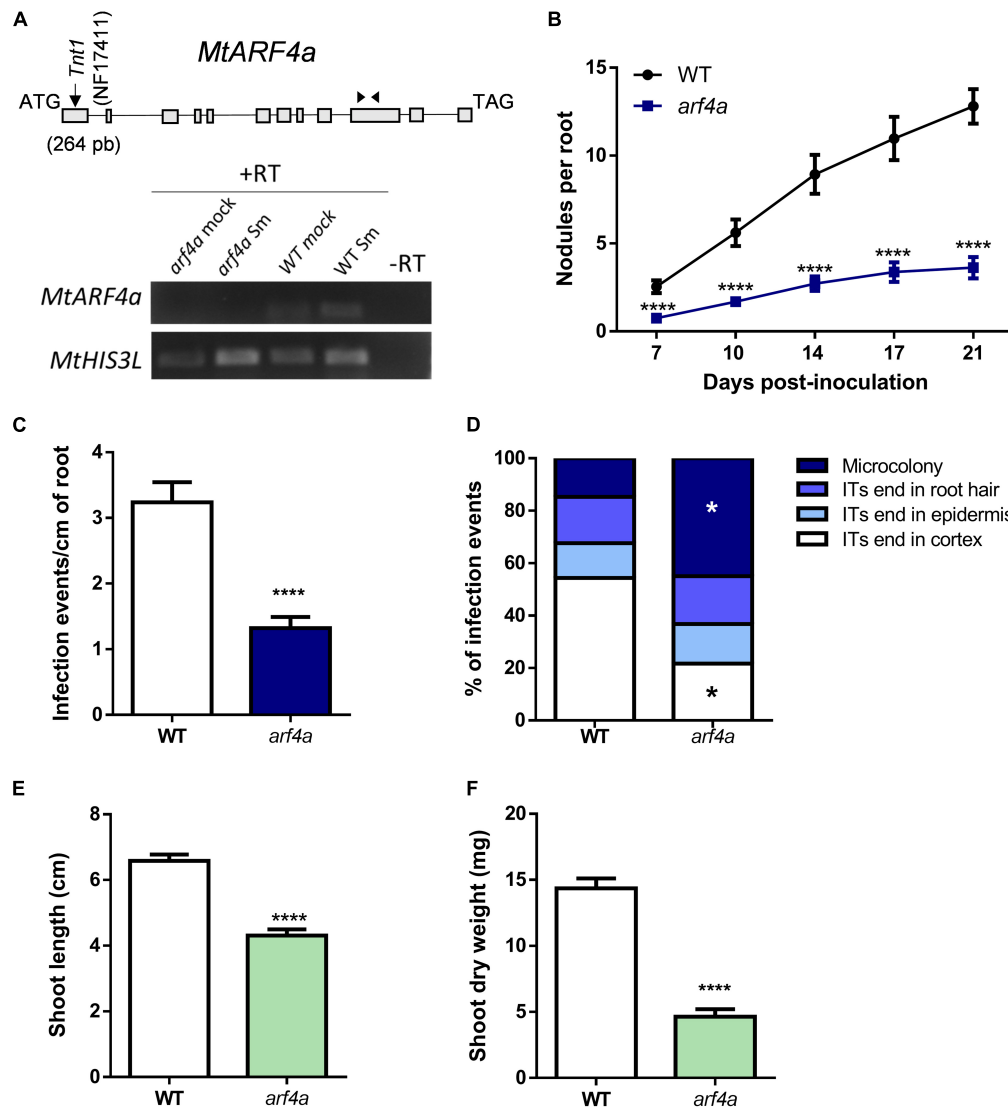 A
Tnt1
(NF17411)
MtARF4a
ATG
TAG
(264 pb)
+RT
arf4a mock
arf4a Sm
WT mock
WT Sm
-RT
MtARF4a
MtHIS3L
B
WT
arf4a
Nodules per root
15
10
5
0
****
****
****
****
****
7 10 14 17 21
Days post-inoculation
C
Infection events/cm of root
4
3
2
1
0
****
WT arf4a
D
% of infection events
100
80
60
40
20
0
*
*
WT arf4a
Microcolony
ITs end in root hair
ITs end in epidermis
ITs end in cortex
E
Shoot length (cm)
8
6
4
2
0
****
WT arf4a
F
Shoot dry weight (mg)
20
15
10
5
0
****
WT arf4a